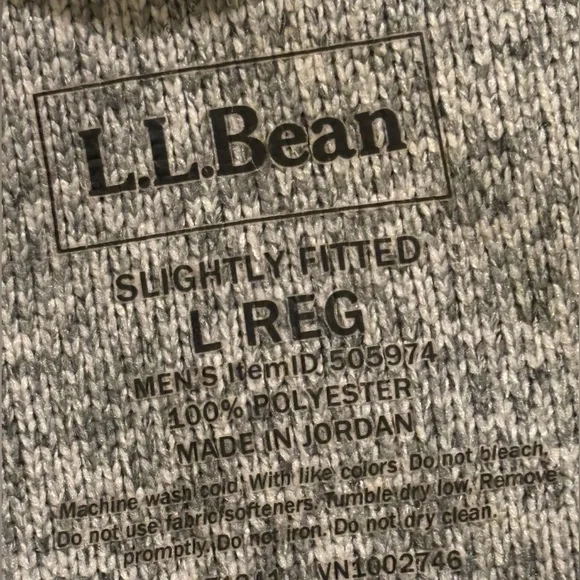 L.L.Bean
SLIGHTLY FITTED
L REG
MEN'S ItemID 505974
100% POLYESTER
MADE IN JORDAN
Machine wash cold. With like colors. Do not bleach.
Do not use fabric softeners. Tumble dry low. Remove
promptly. Do not iron. Do not dry clean.
VN1002746